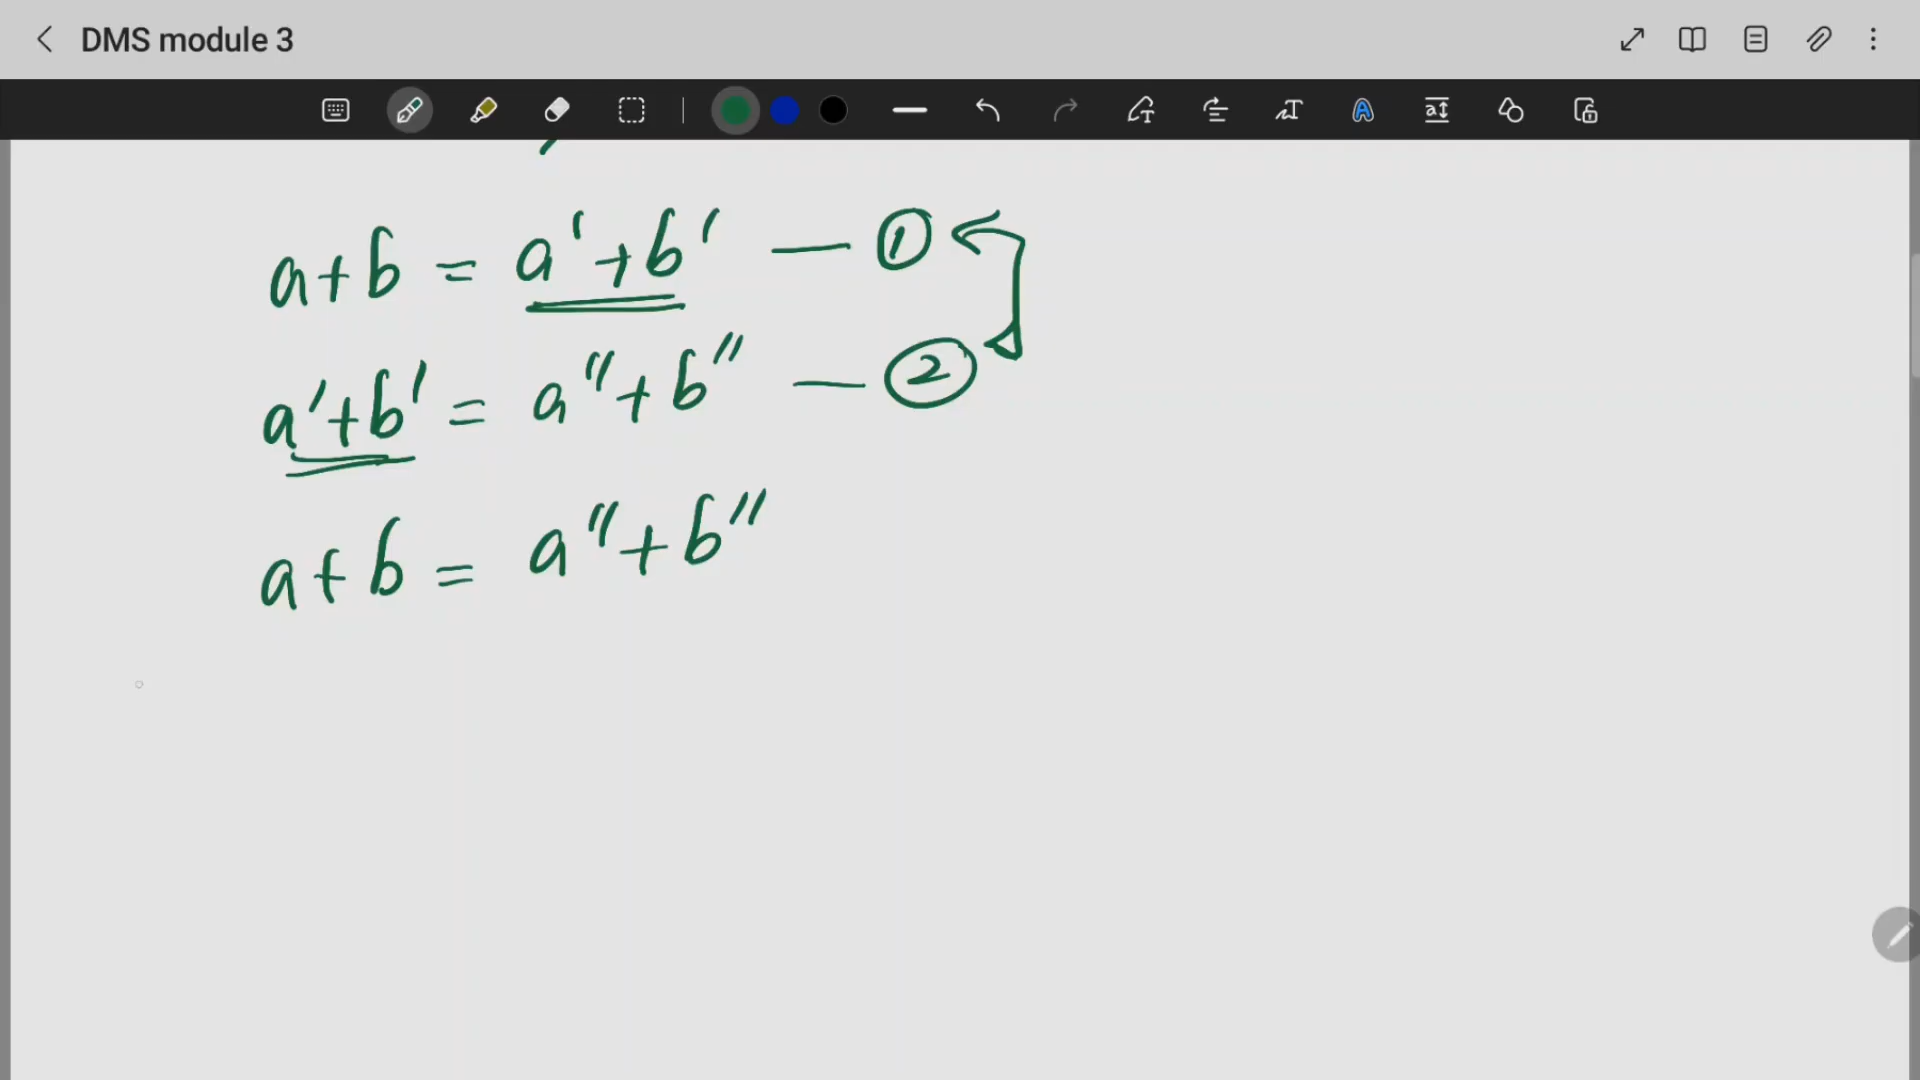 DMS module 3
a+b = a'+b' — ①
a'+b' = a''+b'' — ②
a+b = a''+b''